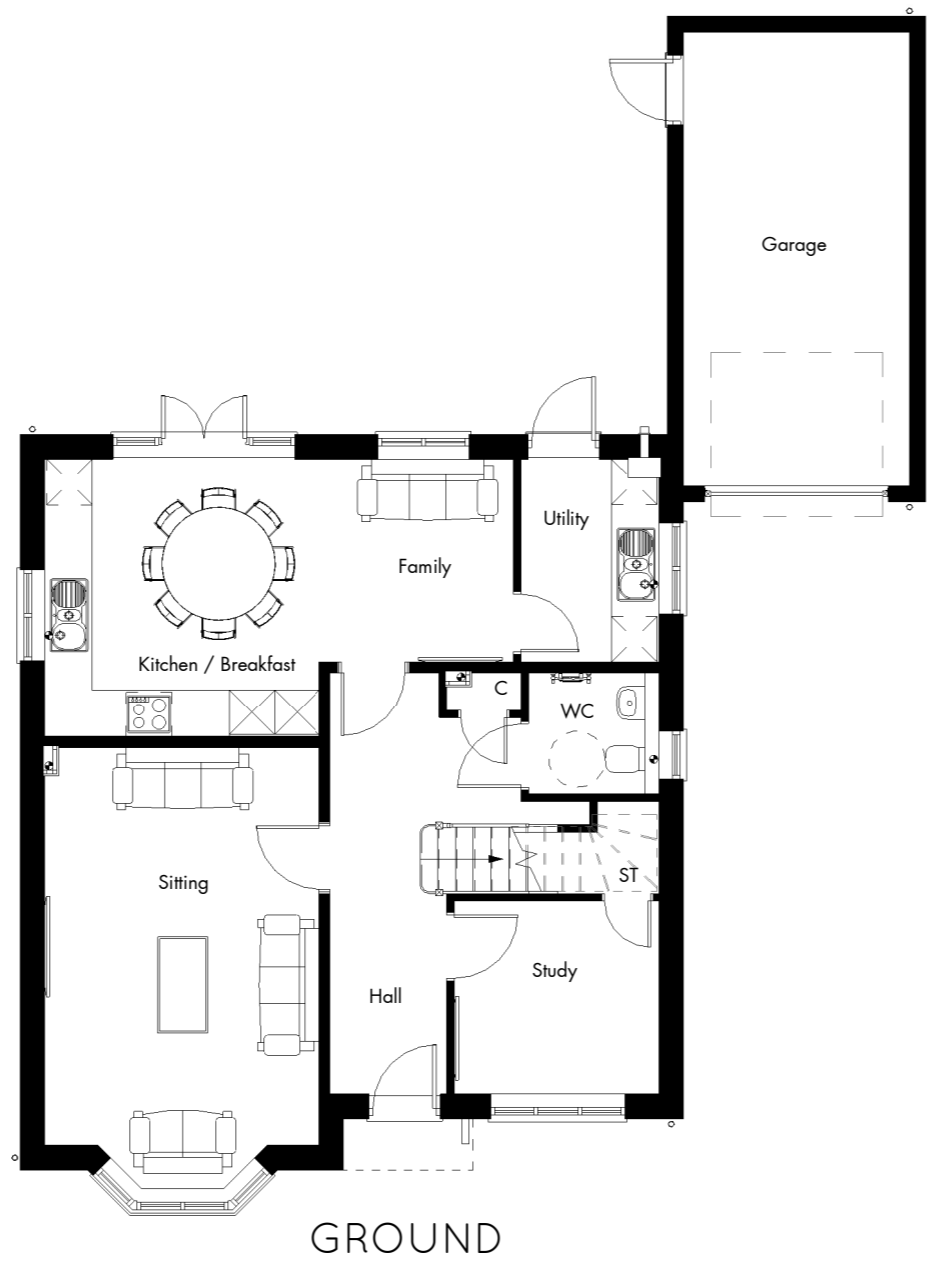 Garage
Utility
Family
Kitchen / Breakfast
C
WC
ST
Sitting
Study
Hall
GROUND